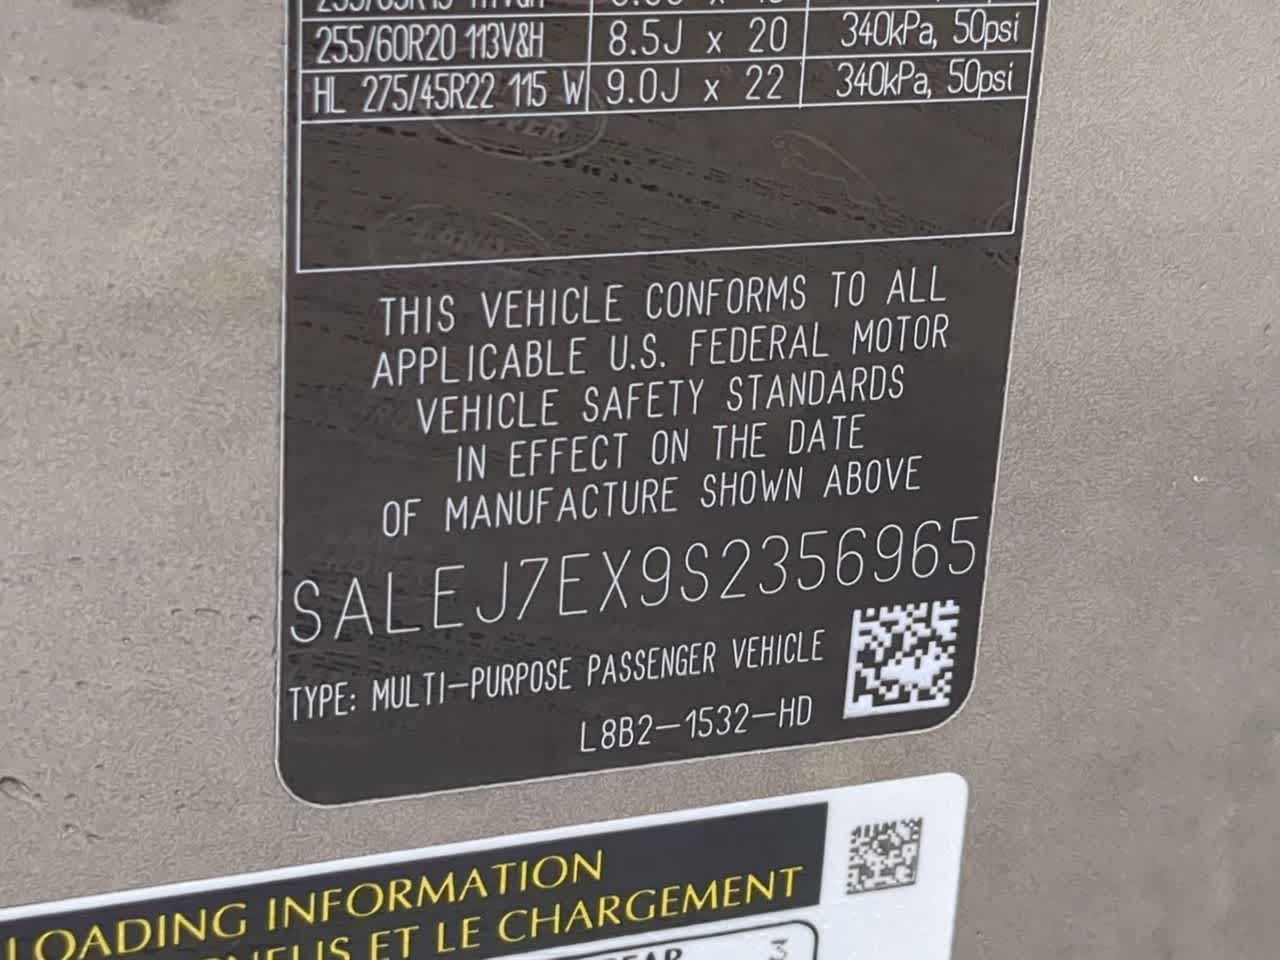 255/60R20 113V&H 8.5J x 20 340kPa, 50psi
HL 275/45R22 115 W 9.0J x 22 340kPa, 50psi
THIS VEHICLE CONFORMS TO ALL
APPLICABLE U.S. FEDERAL MOTOR
VEHICLE SAFETY STANDARDS
IN EFFECT ON THE DATE
OF MANUFACTURE SHOWN ABOVE
SALEJ7EX9S2356965
TYPE: MULTI-PURPOSE PASSENGER VEHICLE
L8B2-1532-HD
LOADING INFORMATION
ET LE CHARGEMENT
3